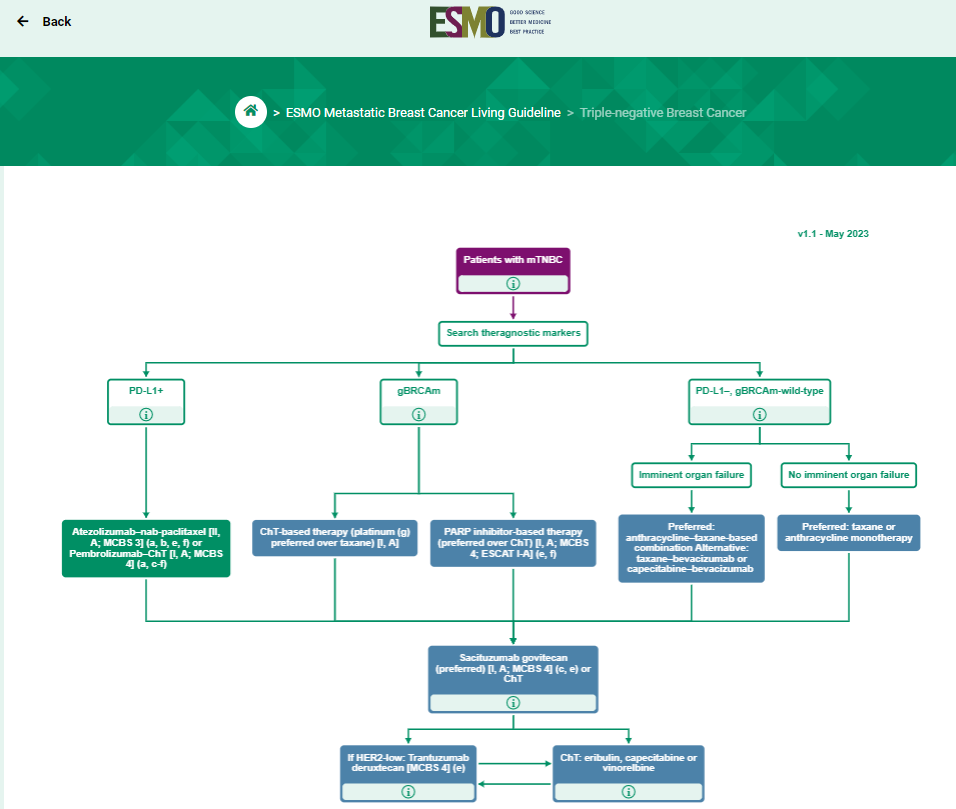 Back
ESMO
GOOD SCIENCE
BETTER MEDICINE
BEST PRACTICE
> ESMO Metastatic Breast Cancer Living Guideline > Triple-negative Breast Cancer
v1.1 - May 2023
Patients with mTNBC
Search theragnostic markers
PD-L1+
gBRCAm
PD-L1–, gBRCAm-wild-type
Imminent organ failure
No imminent organ failure
Atezolizumab–nab-paclitaxel [II,
A; MCBS 3] (a, b, e, f) or
Pembrolizumab–ChT [I, A; MCBS
4] (a, c-f)
ChT-based therapy (platinum (g)
preferred over taxane) [I, A]
PARP inhibitor-based therapy
(preferred over ChT) [I, A; MCBS
4; ESCAT I-A] (e, f)
Preferred:
anthracycline–taxane-based
combination Alternative:
taxane–bevacizumab or
capecitabine–bevacizumab
Preferred: taxane or
anthracycline monotherapy
Sacituzumab govitecan
(preferred) [I, A; MCBS 4] (c, e) or
ChT
If HER2-low: Trantuzumab
deruxtecan [MCBS 4] (e)
ChT: eribulin, capecitabine or
vinorelbine